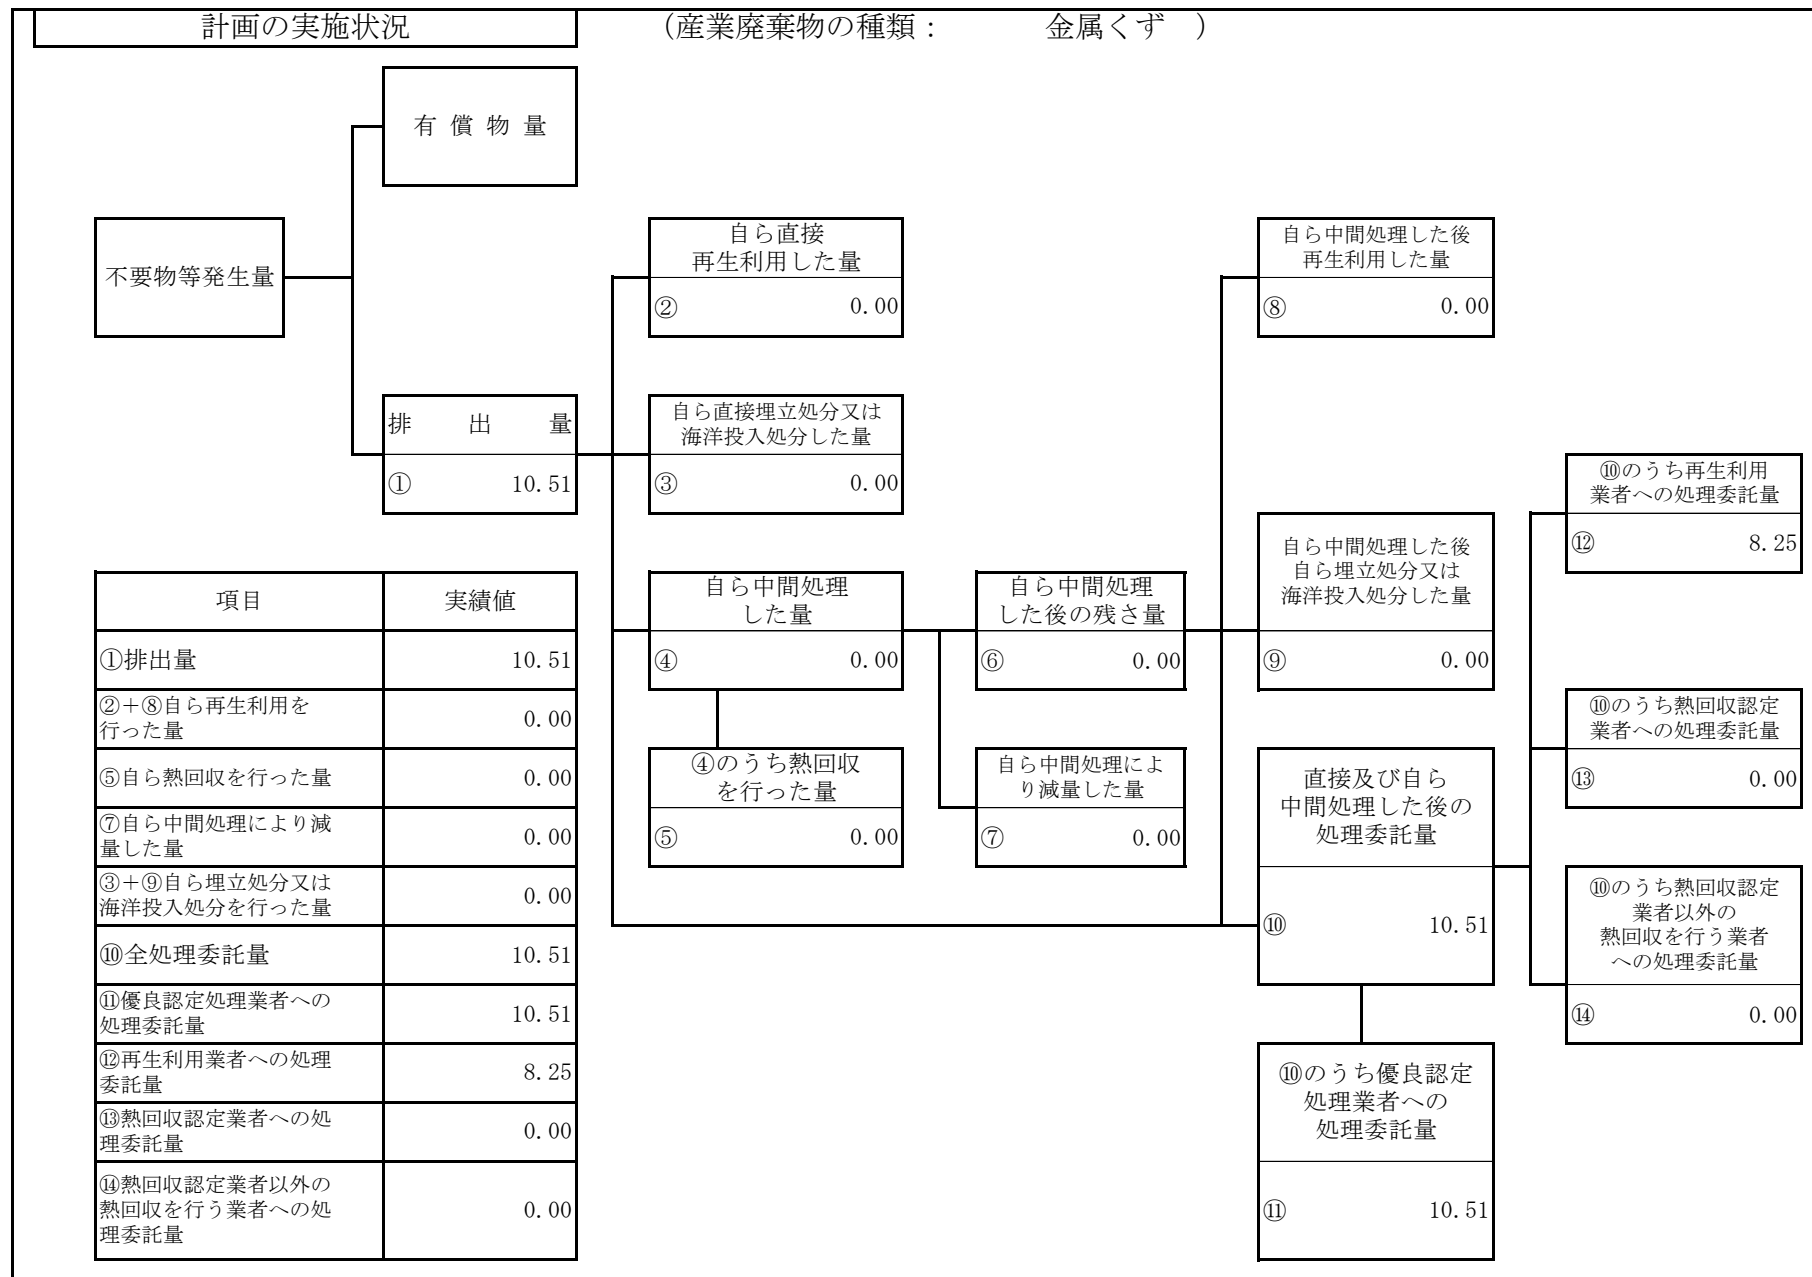 計画の実施状況
（産業廃棄物の種類： 金属くず ）
有償物量
不要物等発生量
排出量
① 10.51
自ら直接
再生利用した量
② 0.00
自ら直接埋立処分又は
海洋投入処分した量
③ 0.00
自ら中間処理
した量
④ 0.00
④のうち熱回収
を行った量
⑤ 0.00
自ら中間処理
した後の残さ量
⑥ 0.00
自ら中間処理によ
り減量した量
⑦ 0.00
自ら中間処理した後
再生利用した量
⑧ 0.00
自ら中間処理した後
自ら埋立処分又は
海洋投入処分した量
⑨ 0.00
直接及び自ら
中間処理した後の
処理委託量
⑩ 10.51
⑩のうち優良認定
処理業者への
処理委託量
⑪ 10.51
⑩のうち再生利用
業者への処理委託量
⑫ 8.25
⑩のうち熱回収認定
業者への処理委託量
⑬ 0.00
⑩のうち熱回収認定
業者以外の
熱回収を行う業者
への処理委託量
⑭ 0.00
項目 実績値
①排出量 10.51
②＋⑧自ら再生利用を
行った量 0.00
⑤自ら熱回収を行った量 0.00
⑦自ら中間処理により減
量した量 0.00
③＋⑨自ら埋立処分又は
海洋投入処分を行った量 0.00
⑩全処理委託量 10.51
⑪優良認定処理業者への
処理委託量 10.51
⑫再生利用業者への処理
委託量 8.25
⑬熱回収認定業者への処
理委託量 0.00
⑭熱回収認定業者以外の
熱回収を行う業者への処
理委託量 0.00